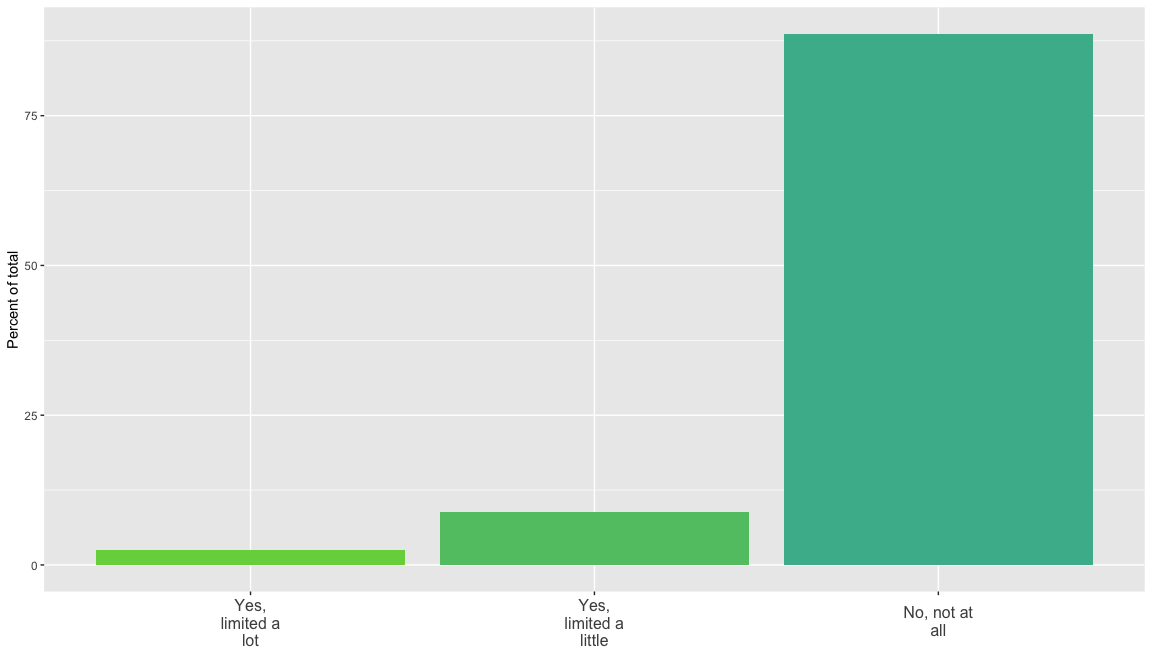 Percent of total
75
50
25
0
Yes,
limited a
lot
Yes,
limited a
little
No, not at
all